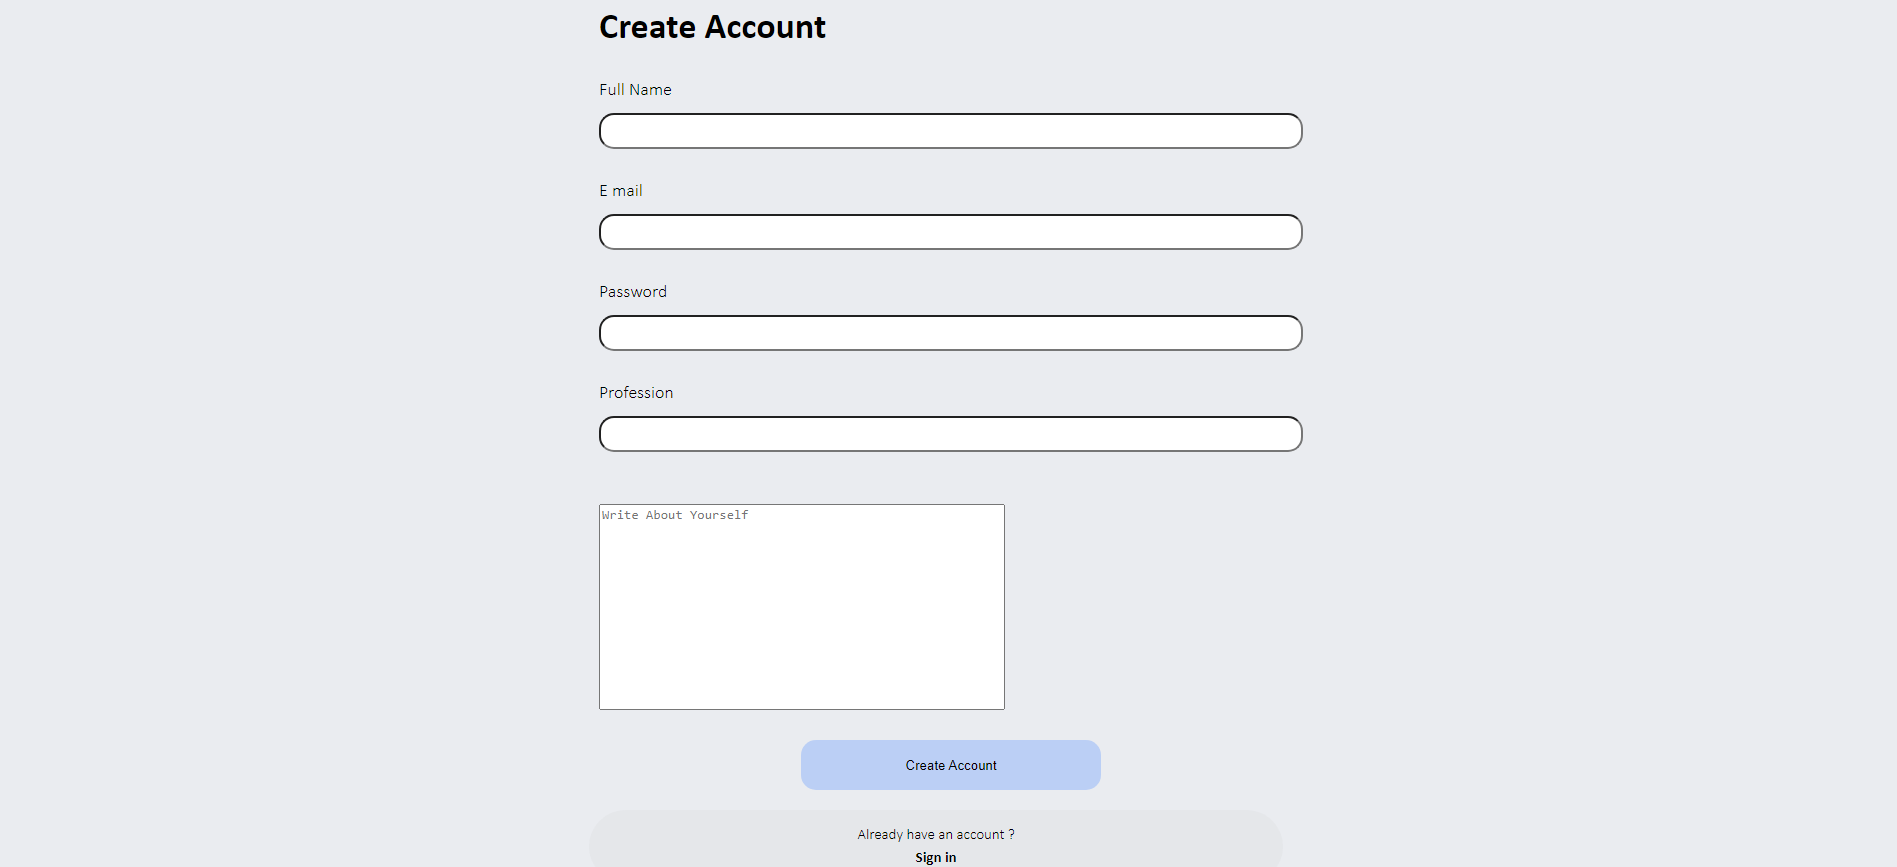 Create Account
Full Name
E mail
Password
Profession
Write About Yourself
Create Account
Already have an account ?
Sign in